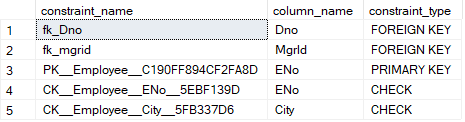 constraint_name column_name constraint_type
1 fk_Dno Dno FOREIGN KEY
2 fk_mgrid MgrId FOREIGN KEY
3 PK__Employee__C190FF894CF2FA8D ENo PRIMARY KEY
4 CK__Employee__ENo__5EBF139D ENo CHECK
5 CK__Employee__City__5FB337D6 City CHECK